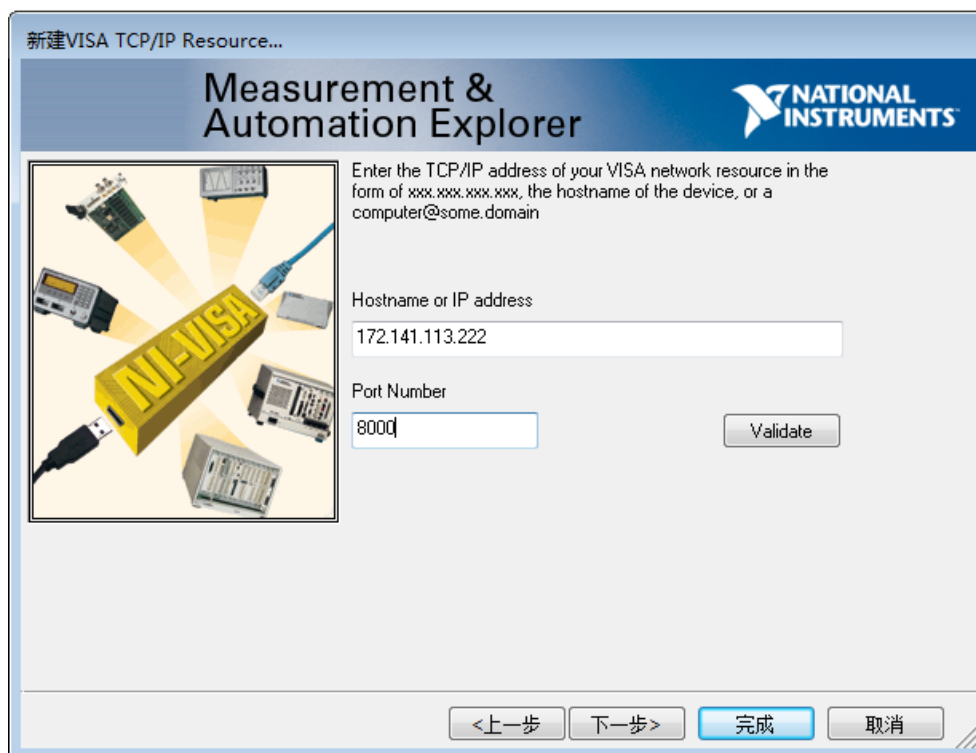 新建VISA TCP/IP Resource...
Measurement &
Automation Explorer
NATIONAL
INSTRUMENTS
NI-VISA
Enter the TCP/IP address of your VISA network resource in the
form of xxx.xxx.xxx.xxx, the hostname of the device, or a
computer@some.domain
Hostname or IP address
172.141.113.222
Port Number
8000
Validate
<上一步
下一步>
完成
取消